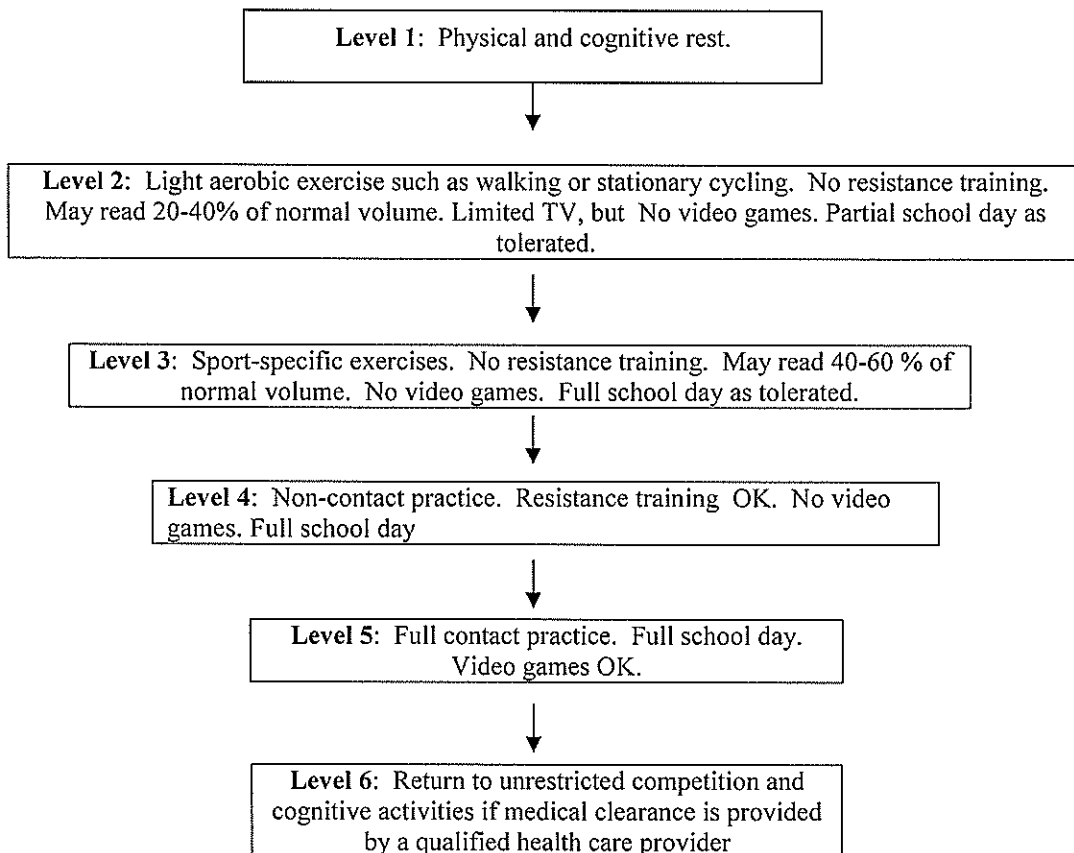 Level 1: Physical and cognitive rest.
Level 2: Light aerobic exercise such as walking or stationary cycling. No resistance training.
May read 20-40% of normal volume. Limited TV, but No video games. Partial school day as
tolerated.
Level 3: Sport-specific exercises. No resistance training. May read 40-60 % of
normal volume. No video games. Full school day as tolerated.
Level 4: Non-contact practice. Resistance training OK. No video
games. Full school day
Level 5: Full contact practice. Full school day.
Video games OK.
Level 6: Return to unrestricted competition and
cognitive activities if medical clearance is provided
by a qualified health care provider